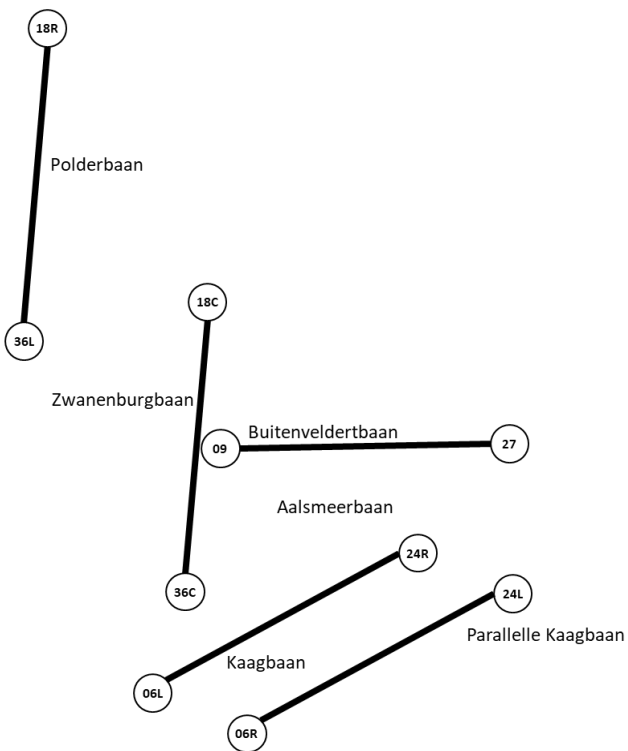 18R
Polderbaan
18C
36L
Zwanenburgbaan
Buitenveldertbaan
09
27
Aalsmeerbaan
24R
36C
24L
Parallelle Kaagbaan
Kaagbaan
06L
06R